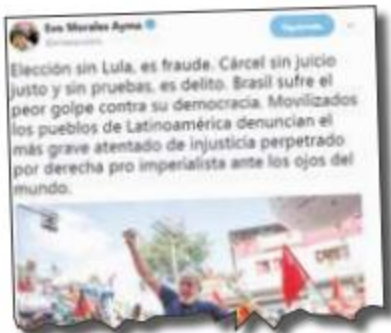 Evo Morales Ayma
Elección sin Lula, es fraude. Cárcel sin juicio
justo y sin pruebas, es delito. Brasil sufre el
peor golpe contra su democracia. Movilizados
los pueblos de Latinoamérica denuncian el
más grave atentado de injusticia perpetrado
por derecha pro imperialista ante los ojos del
mundo.